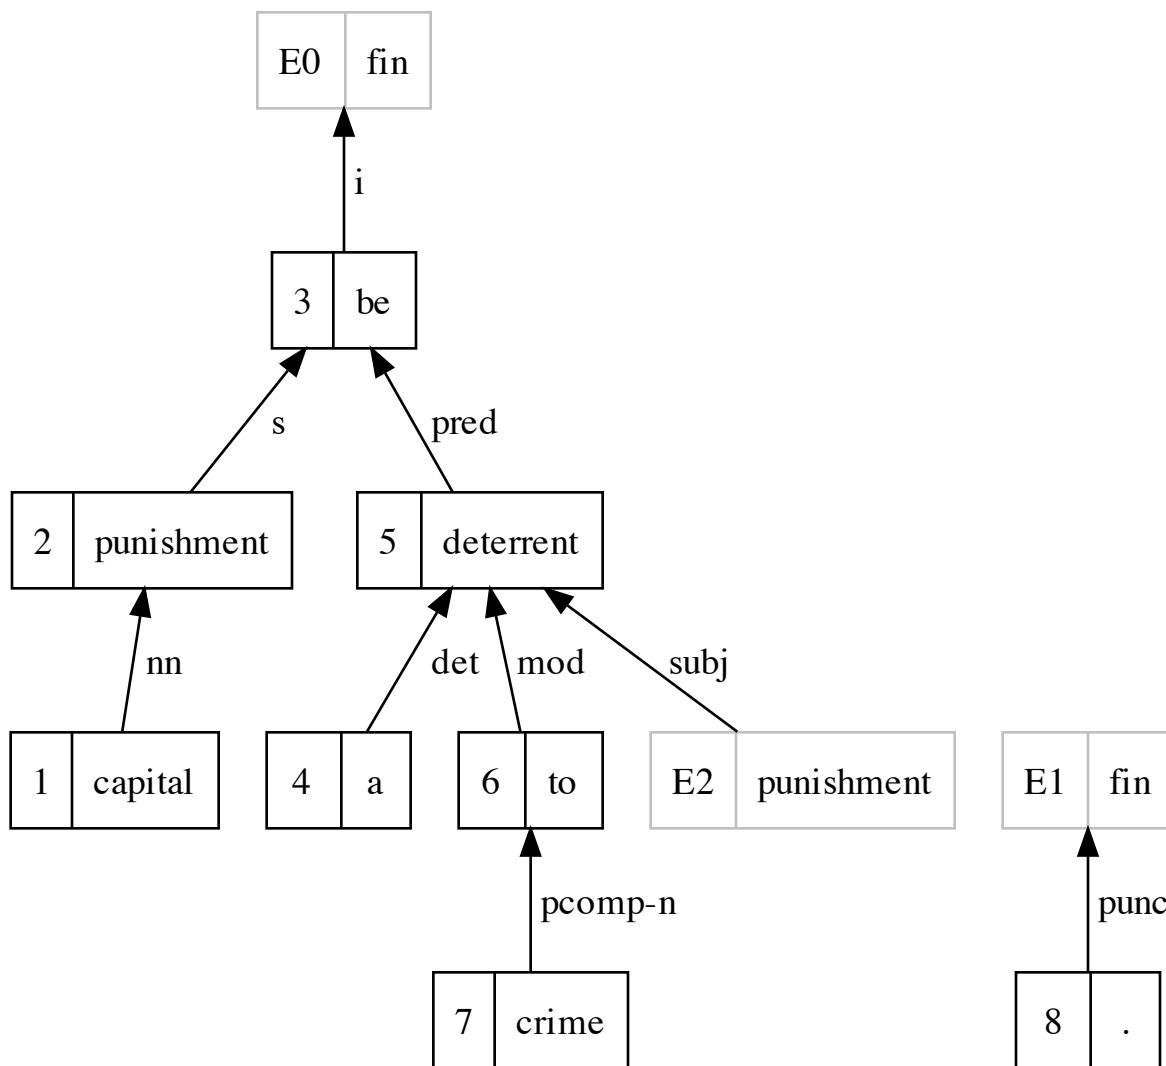 E0 fin
i
3 be
s pred
2 punishment 5 deterrent
nn det mod subj
1 capital 4 a 6 to E2 punishment E1 fin
pcomp-n punc
7 crime 8 .